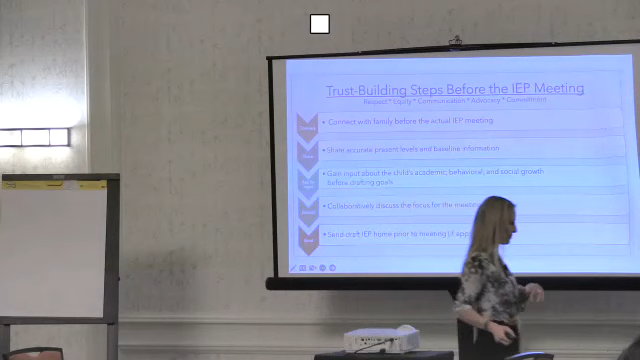 Trust-Building Steps Before the IEP Meeting
Respect * Equity * Communication * Advocacy * Commitment
• Connect with family before the actual IEP meeting
• Share accurate present levels and baseline information
• Gain input about the child's academic, behavioral, and social growth
before drafting goals
• Collaboratively discuss the focus for the
• Send draft IEP home prior to meeting